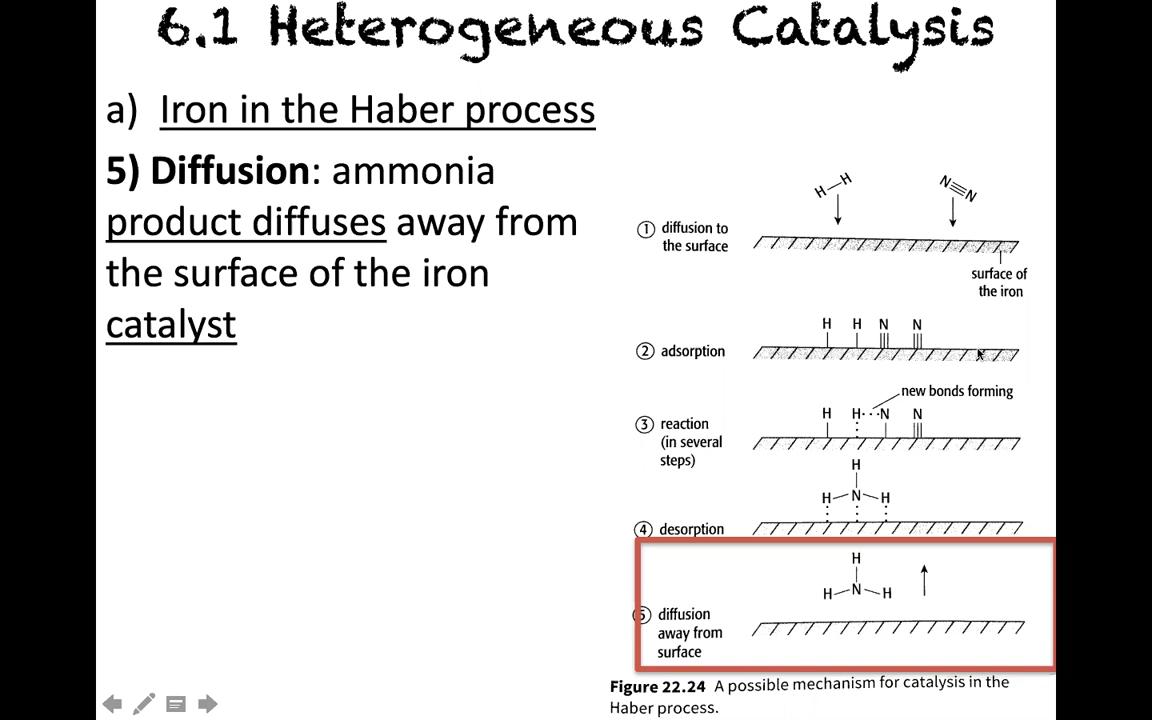 6.1 Heterogeneous Catalysis
a) Iron in the Haber process
5) Diffusion: ammonia
product diffuses away from
the surface of the iron
catalyst
H—H
N≡N
① diffusion to
the surface
surface of
the iron
H H N N
② adsorption
new bonds forming
H H···N N
③ reaction
(in several
steps)
H
H—N—H
④ desorption
H
H—N—H
⑤ diffusion
away from
surface
Figure 22.24 A possible mechanism for catalysis in the
Haber process.